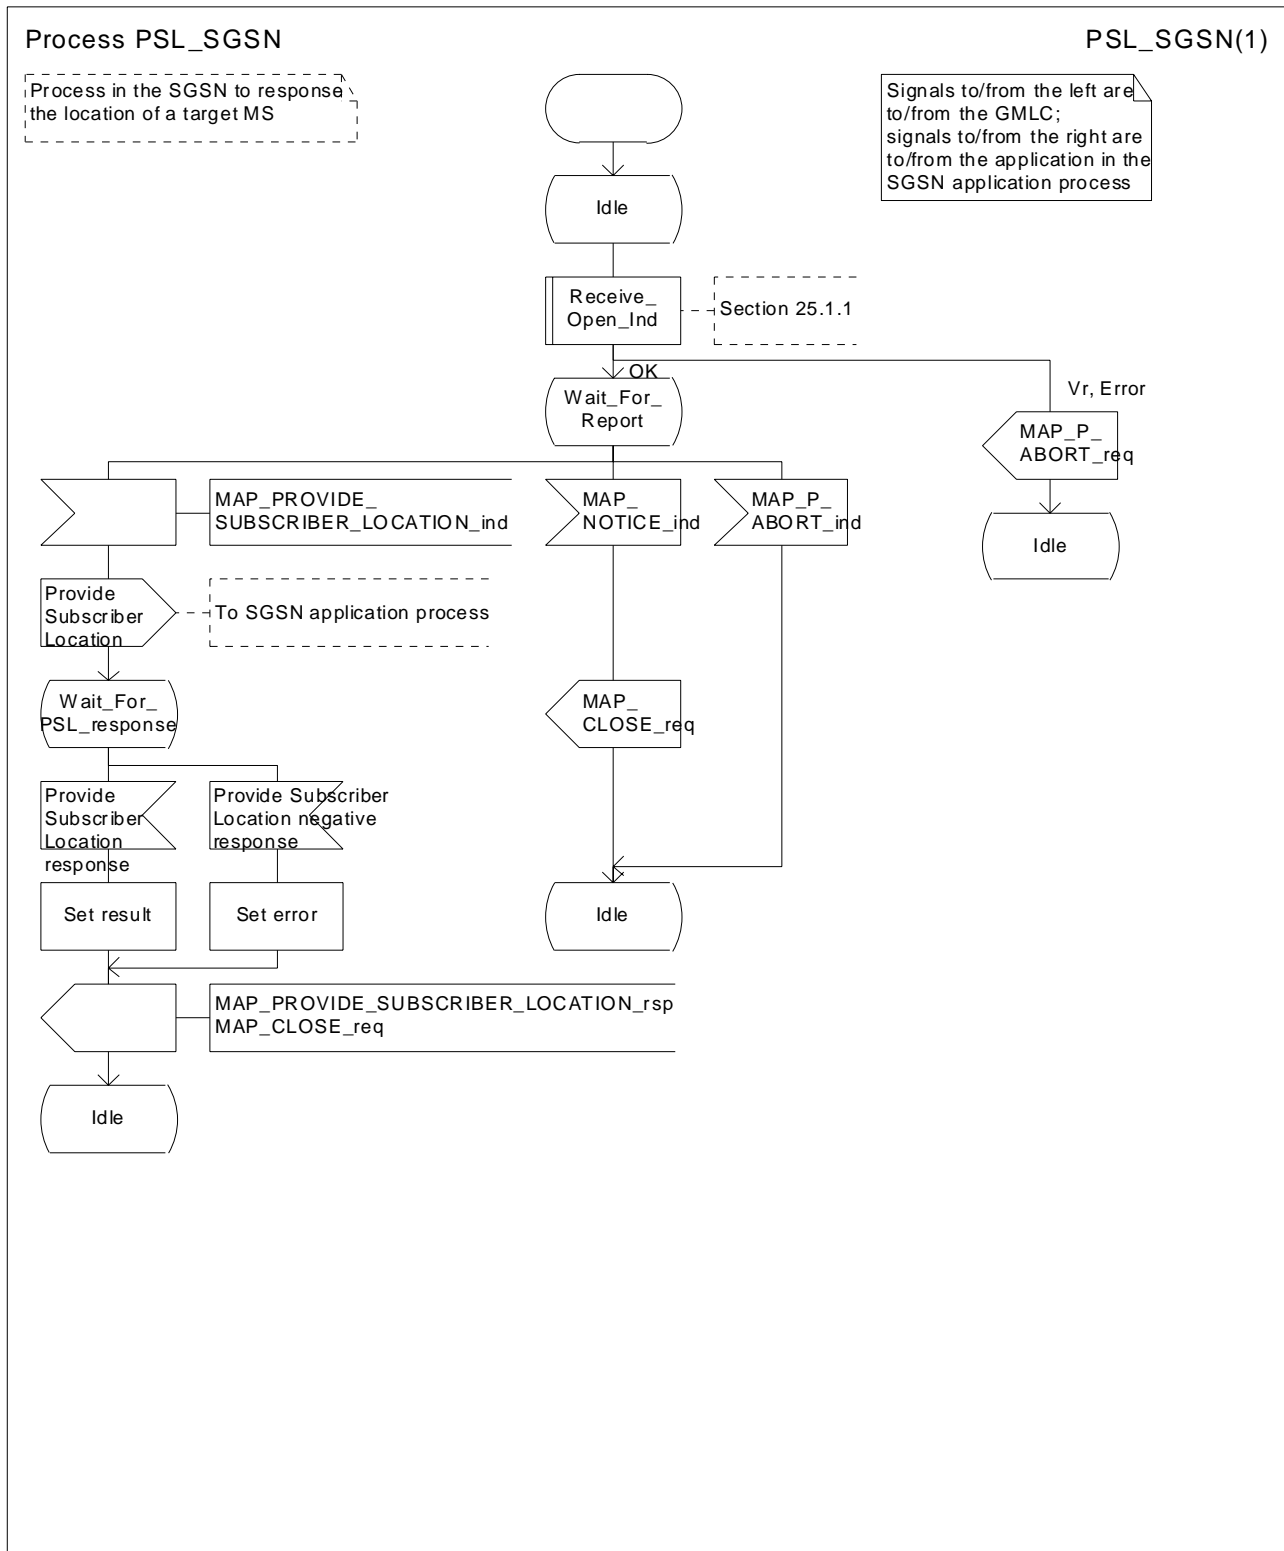 Process PSL_SGSN
PSL_SGSN(1)
Process in the SGSN to response
the location of a target MS
Signals to/from the left are
to/from the GMLC;
signals to/from the right are
to/from the application in the
SGSN application process
Idle
Receive_
Open_Ind
Section 25.1.1
OK
Vr, Error
Wait_For_
Report
MAP_P_
ABORT_req
Idle
MAP_PROVIDE_
SUBSCRIBER_LOCATION_ind
MAP_
NOTICE_ind
MAP_P_
ABORT_ind
Provide
Subscriber
Location
To SGSN application process
Wait_For_
PSL_response
MAP_
CLOSE_req
Provide
Subscriber
Location
response
Provide Subscriber
Location negative
response
Set result
Set error
Idle
MAP_PROVIDE_SUBSCRIBER_LOCATION_rsp
MAP_CLOSE_req
Idle